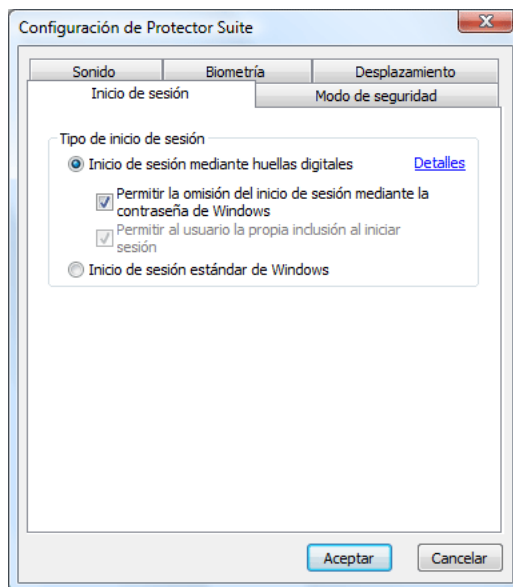 Configuración de Protector Suite
Sonido
Biometría
Desplazamiento
Inicio de sesión
Modo de seguridad
Tipo de inicio de sesión
Inicio de sesión mediante huellas digitales
Detalles
Permitir la omisión del inicio de sesión mediante la
contraseña de Windows
Permitir al usuario la propia inclusión al iniciar
sesión
Inicio de sesión estándar de Windows
Aceptar
Cancelar